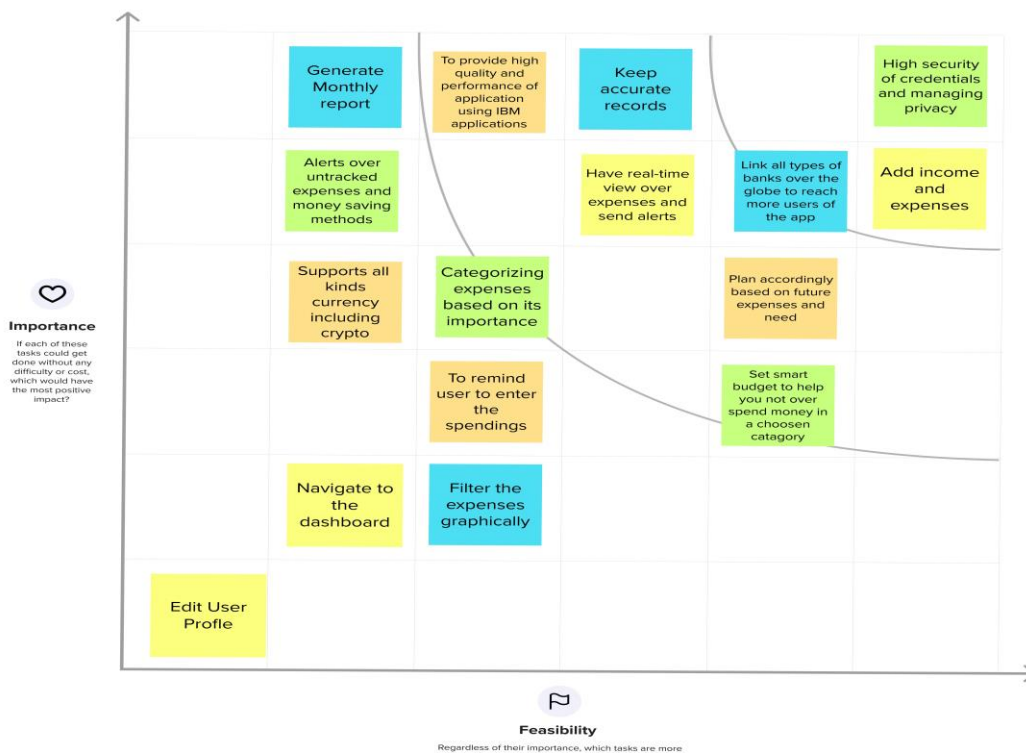 Generate
Monthly
report
To provide high
quality and
performance of
application
using IBM
applications
Keep
accurate
records
High security
of credentials
and managing
privacy
Alerts over
untracked
expenses and
money saving
methods
Have real-time
view over
expenses and
send alerts
Link all types of
banks over the
globe to reach
more users of
the app
Add income
and
expenses
Supports all
kinds
currency
including
crypto
Categorizing
expenses
based on its
importance
Plan accordingly
based on future
expenses and
need
Importance
If each of these
tasks could get
done without any
difficulty or cost,
which would have
the most positive
impact?
To remind
user to enter
the
spendings
Set smart
budget to help
you not over
spend money in
a choosen
catagory
Navigate to
the
dashboard
Filter the
expenses
graphically
Edit User
Profle
Feasibility
Regardless of their importance, which tasks are more